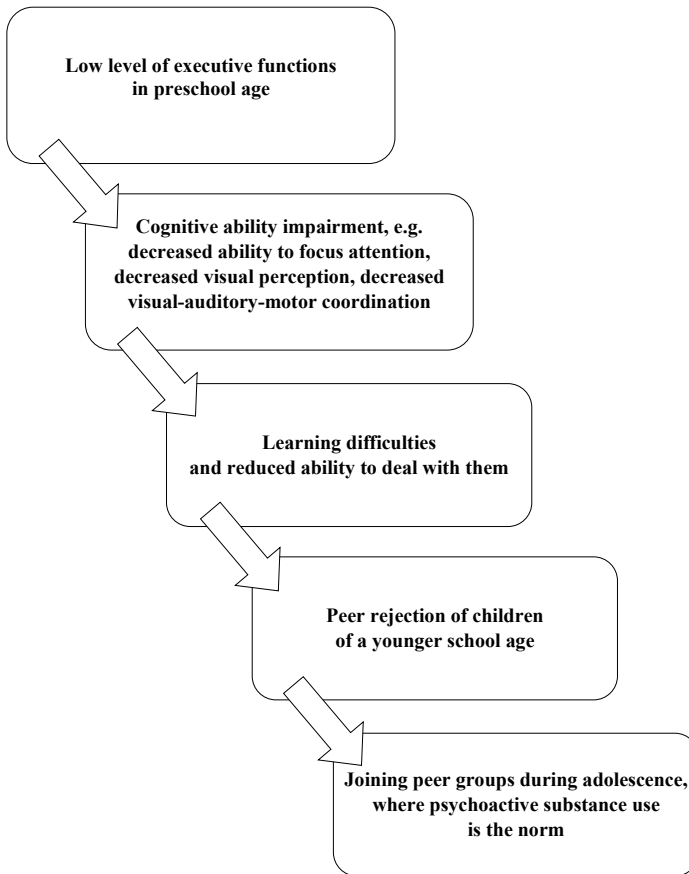 Low level of executive functions
in preschool age
Cognitive ability impairment, e.g.
decreased ability to focus attention,
decreased visual perception, decreased
visual-auditory-motor coordination
Learning difficulties
and reduced ability to deal with them
Peer rejection of children
of a younger school age
Joining peer groups during adolescence,
where psychoactive substance use
is the norm